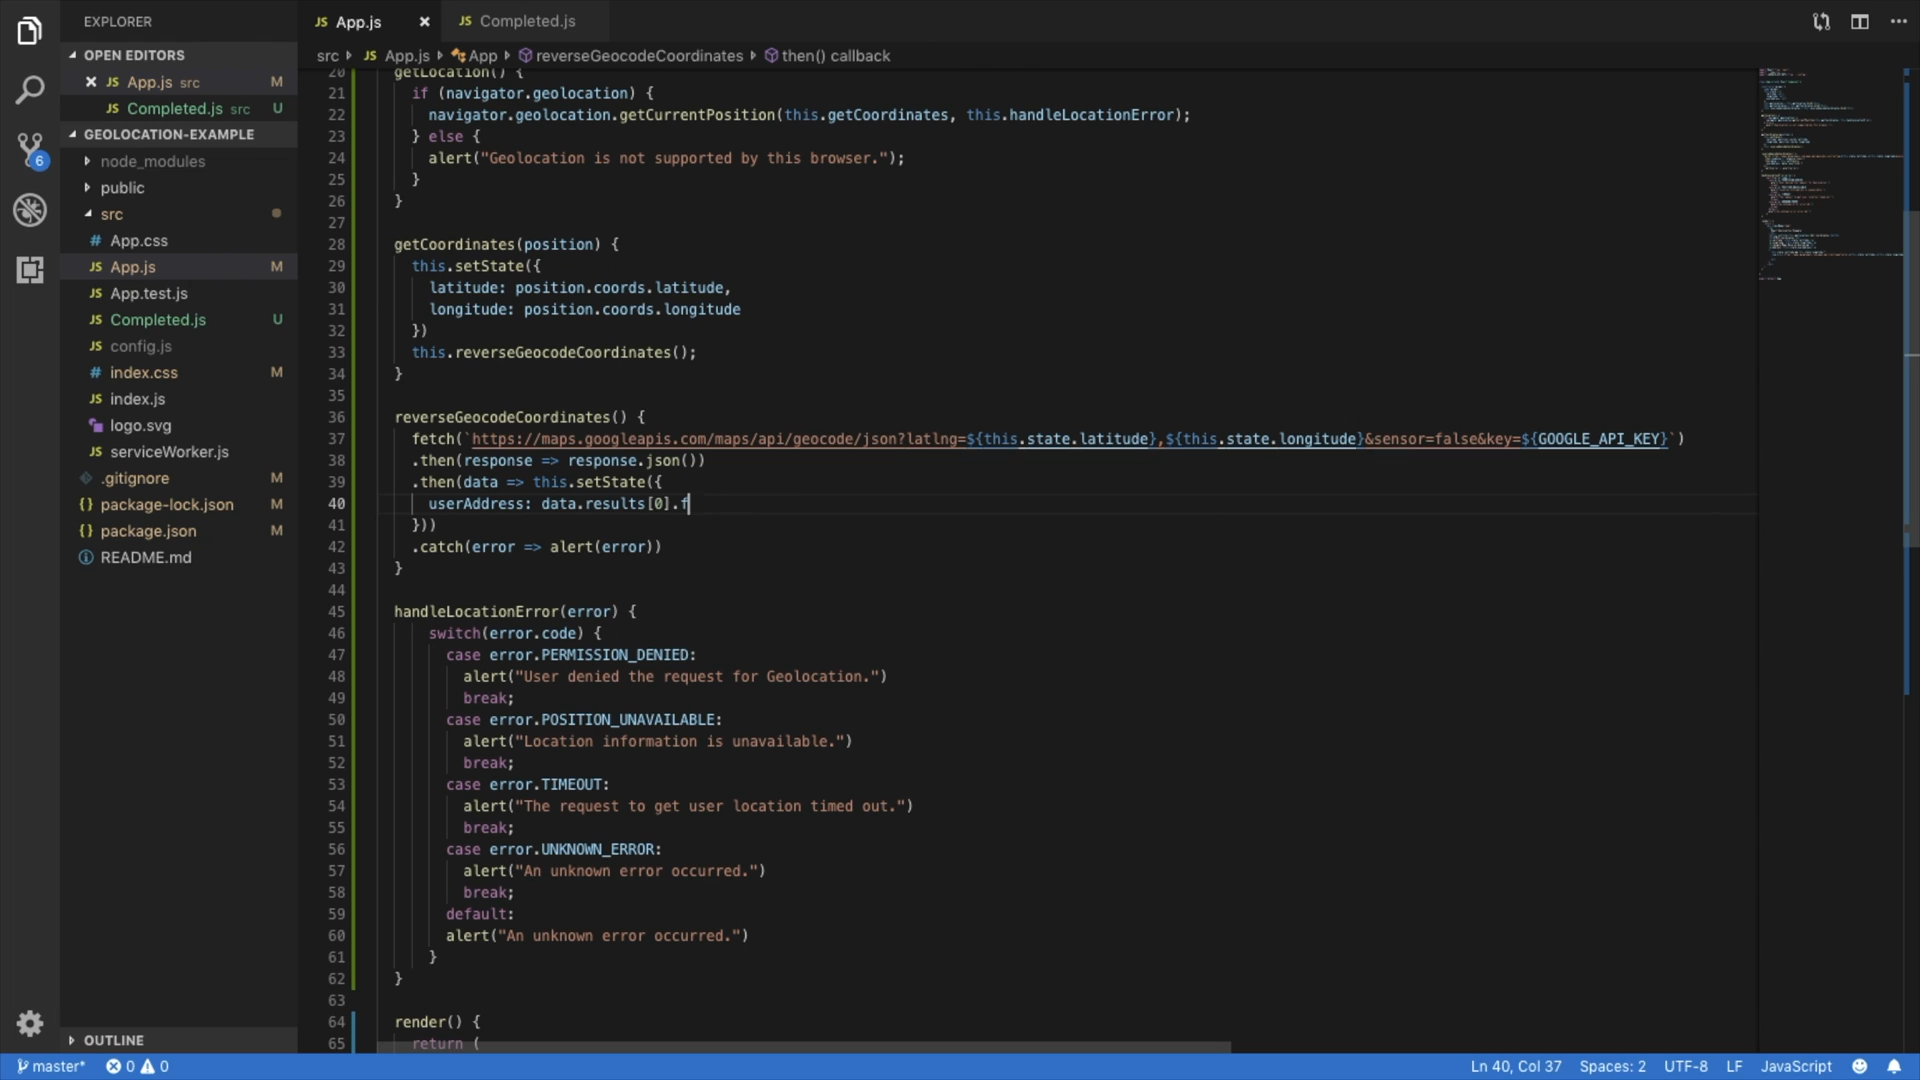 EXPLORER
OPEN EDITORS
App.js src M
Completed.js src U
GEOLOCATION-EXAMPLE
node_modules
public
src
App.css
App.js M
App.test.js
Completed.js U
config.js
index.css M
index.js
logo.svg
serviceWorker.js
.gitignore
package-lock.json M
package.json M
README.md
OUTLINE
6
JS App.js
JS Completed.js
src JS App.js App reverseGeocodeCoordinates then() callback
20 getLocation() {
21 if (navigator.geolocation) {
22 navigator.geolocation.getCurrentPosition(this.getCoordinates, this.handleLocationError);
23 } else {
24 alert("Geolocation is not supported by this browser.");
25 }
26 }
27
28 getCoordinates(position) {
29 this.setState({
30 latitude: position.coords.latitude,
31 longitude: position.coords.longitude
32 })
33 this.reverseGeocodeCoordinates();
34 }
35
36 reverseGeocodeCoordinates() {
37 fetch(`https://maps.googleapis.com/maps/api/geocode/json?latlng=${this.state.latitude},${this.state.longitude}&sensor=false&key=${GOOGLE_API_KEY}`)
38 .then(response => response.json())
39 .then(data => this.setState({
40 userAddress: data.results[0].f
41 }))
42 .catch(error => alert(error))
43 }
44
45 handleLocationError(error) {
46 switch(error.code) {
47 case error.PERMISSION_DENIED:
48 alert("User denied the request for Geolocation.")
49 break;
50 case error.POSITION_UNAVAILABLE:
51 alert("Location information is unavailable.")
52 break;
53 case error.TIMEOUT:
54 alert("The request to get user location timed out.")
55 break;
56 case error.UNKNOWN_ERROR:
57 alert("An unknown error occurred.")
58 break;
59 default:
60 alert("An unknown error occurred.")
61 }
62 }
63
64 render() {
65 return (
master* 0 0 Ln 40, Col 37 Spaces: 2 UTF-8 LF JavaScript